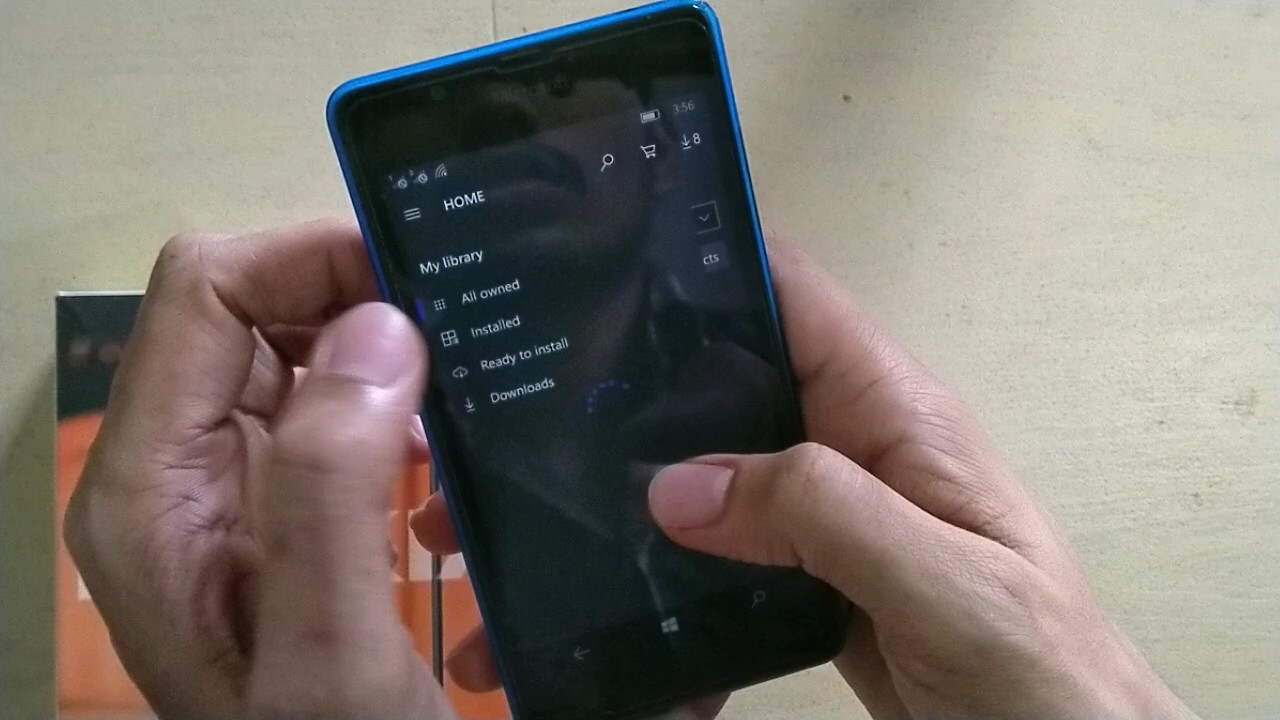 3:56
8
HOME
My library
cts
All owned
Installed
Ready to install
Downloads